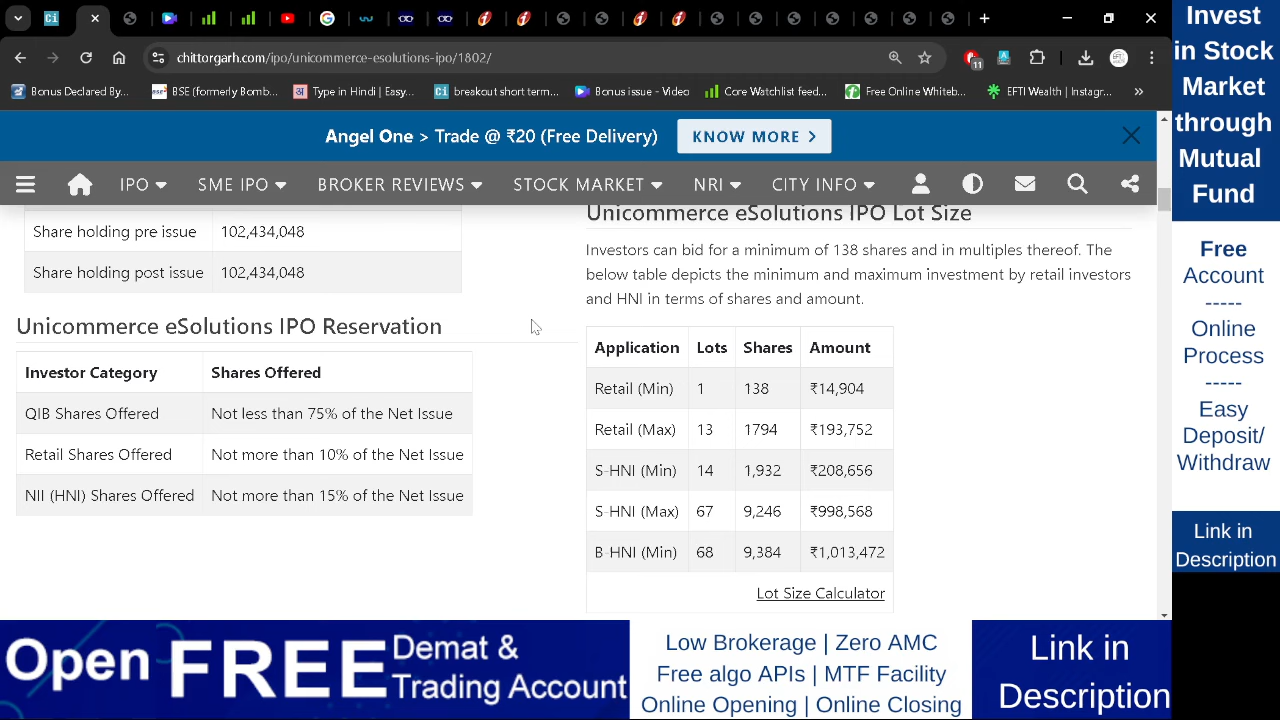 Ci
chittorgarh.com/ipo/unicommerce-esolutions-ipo/1802/
11
Bonus Declared By...
BSE (formerly Bomb...
Type in Hindi | Easy...
Ci breakout short term...
Bonus issue - Video
Core Watchlist feed...
Free Online Whiteb...
EFTI Wealth | Instagr...
»
Angel One > Trade @ ₹20 (Free Delivery)
KNOW MORE >
IPO
SME IPO
BROKER REVIEWS
STOCK MARKET
NRI
CITY INFO
Share holding pre issue 102,434,048
Share holding post issue 102,434,048
Unicommerce eSolutions IPO Reservation
Investor Category Shares Offered
QIB Shares Offered Not less than 75% of the Net Issue
Retail Shares Offered Not more than 10% of the Net Issue
NII (HNI) Shares Offered Not more than 15% of the Net Issue
Unicommerce eSolutions IPO Lot Size
Investors can bid for a minimum of 138 shares and in multiples thereof. The
below table depicts the minimum and maximum investment by retail investors
and HNI in terms of shares and amount.
Application Lots Shares Amount
Retail (Min) 1 138 ₹14,904
Retail (Max) 13 1794 ₹193,752
S-HNI (Min) 14 1,932 ₹208,656
S-HNI (Max) 67 9,246 ₹998,568
B-HNI (Min) 68 9,384 ₹1,013,472
Lot Size Calculator
Invest
in Stock
Market
through
Mutual
Fund
Free
Account
-----
Online
Process
-----
Easy
Deposit/
Withdraw
Link in
Description
Open FREE Demat &
Trading Account
Low Brokerage | Zero AMC
Free algo APIs | MTF Facility
Online Opening | Online Closing
Link in
Description